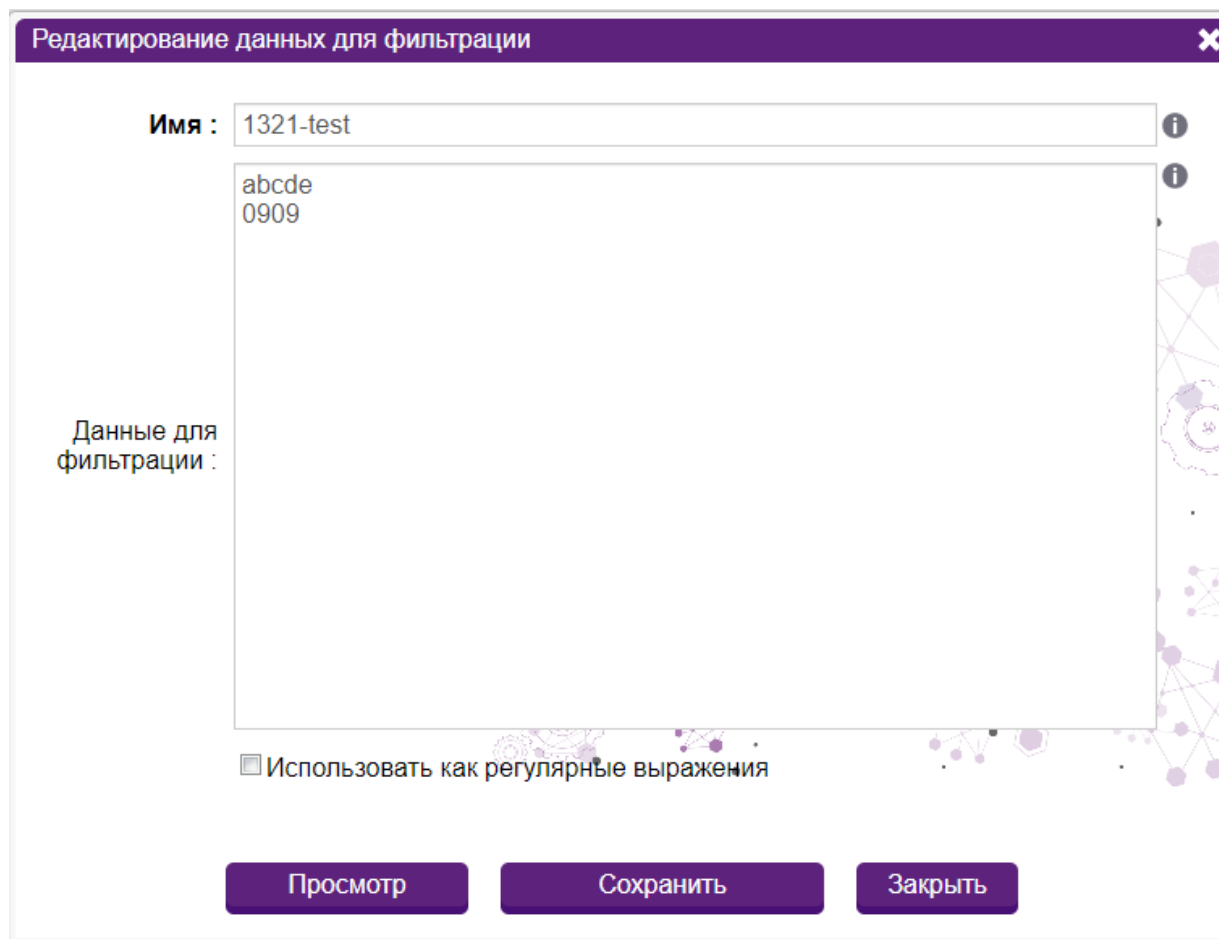 Редактирование данных для фильтрации
Имя :
1321-test
abcde
0909
Данные для
фильтрации :
Использовать как регулярные выражения
Просмотр
Сохранить
Закрыть